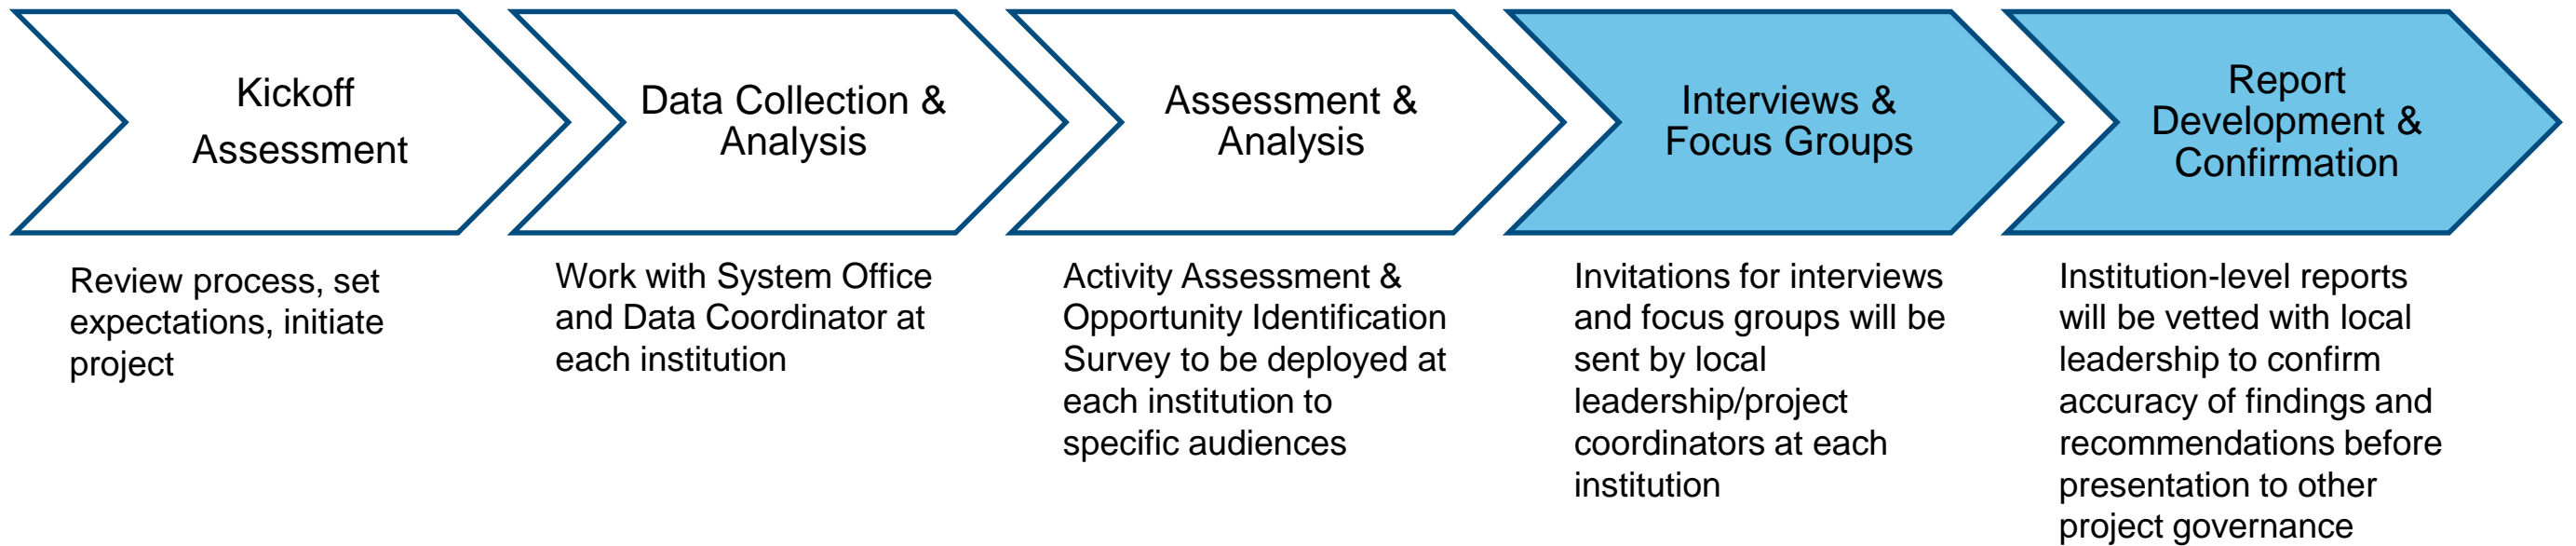 Kickoff
Assessment
Data Collection &
Analysis
Assessment &
Analysis
Interviews &
Focus Groups
Report
Development &
Confirmation
Review process, set
expectations, initiate
project
Work with System Office
and Data Coordinator at
each institution
Activity Assessment &
Opportunity Identification
Survey to be deployed at
each institution to
specific audiences
Invitations for interviews
and focus groups will be
sent by local
leadership/project
coordinators at each
institution
Institution-level reports
will be vetted with local
leadership to confirm
accuracy of findings and
recommendations before
presentation to other
project governance